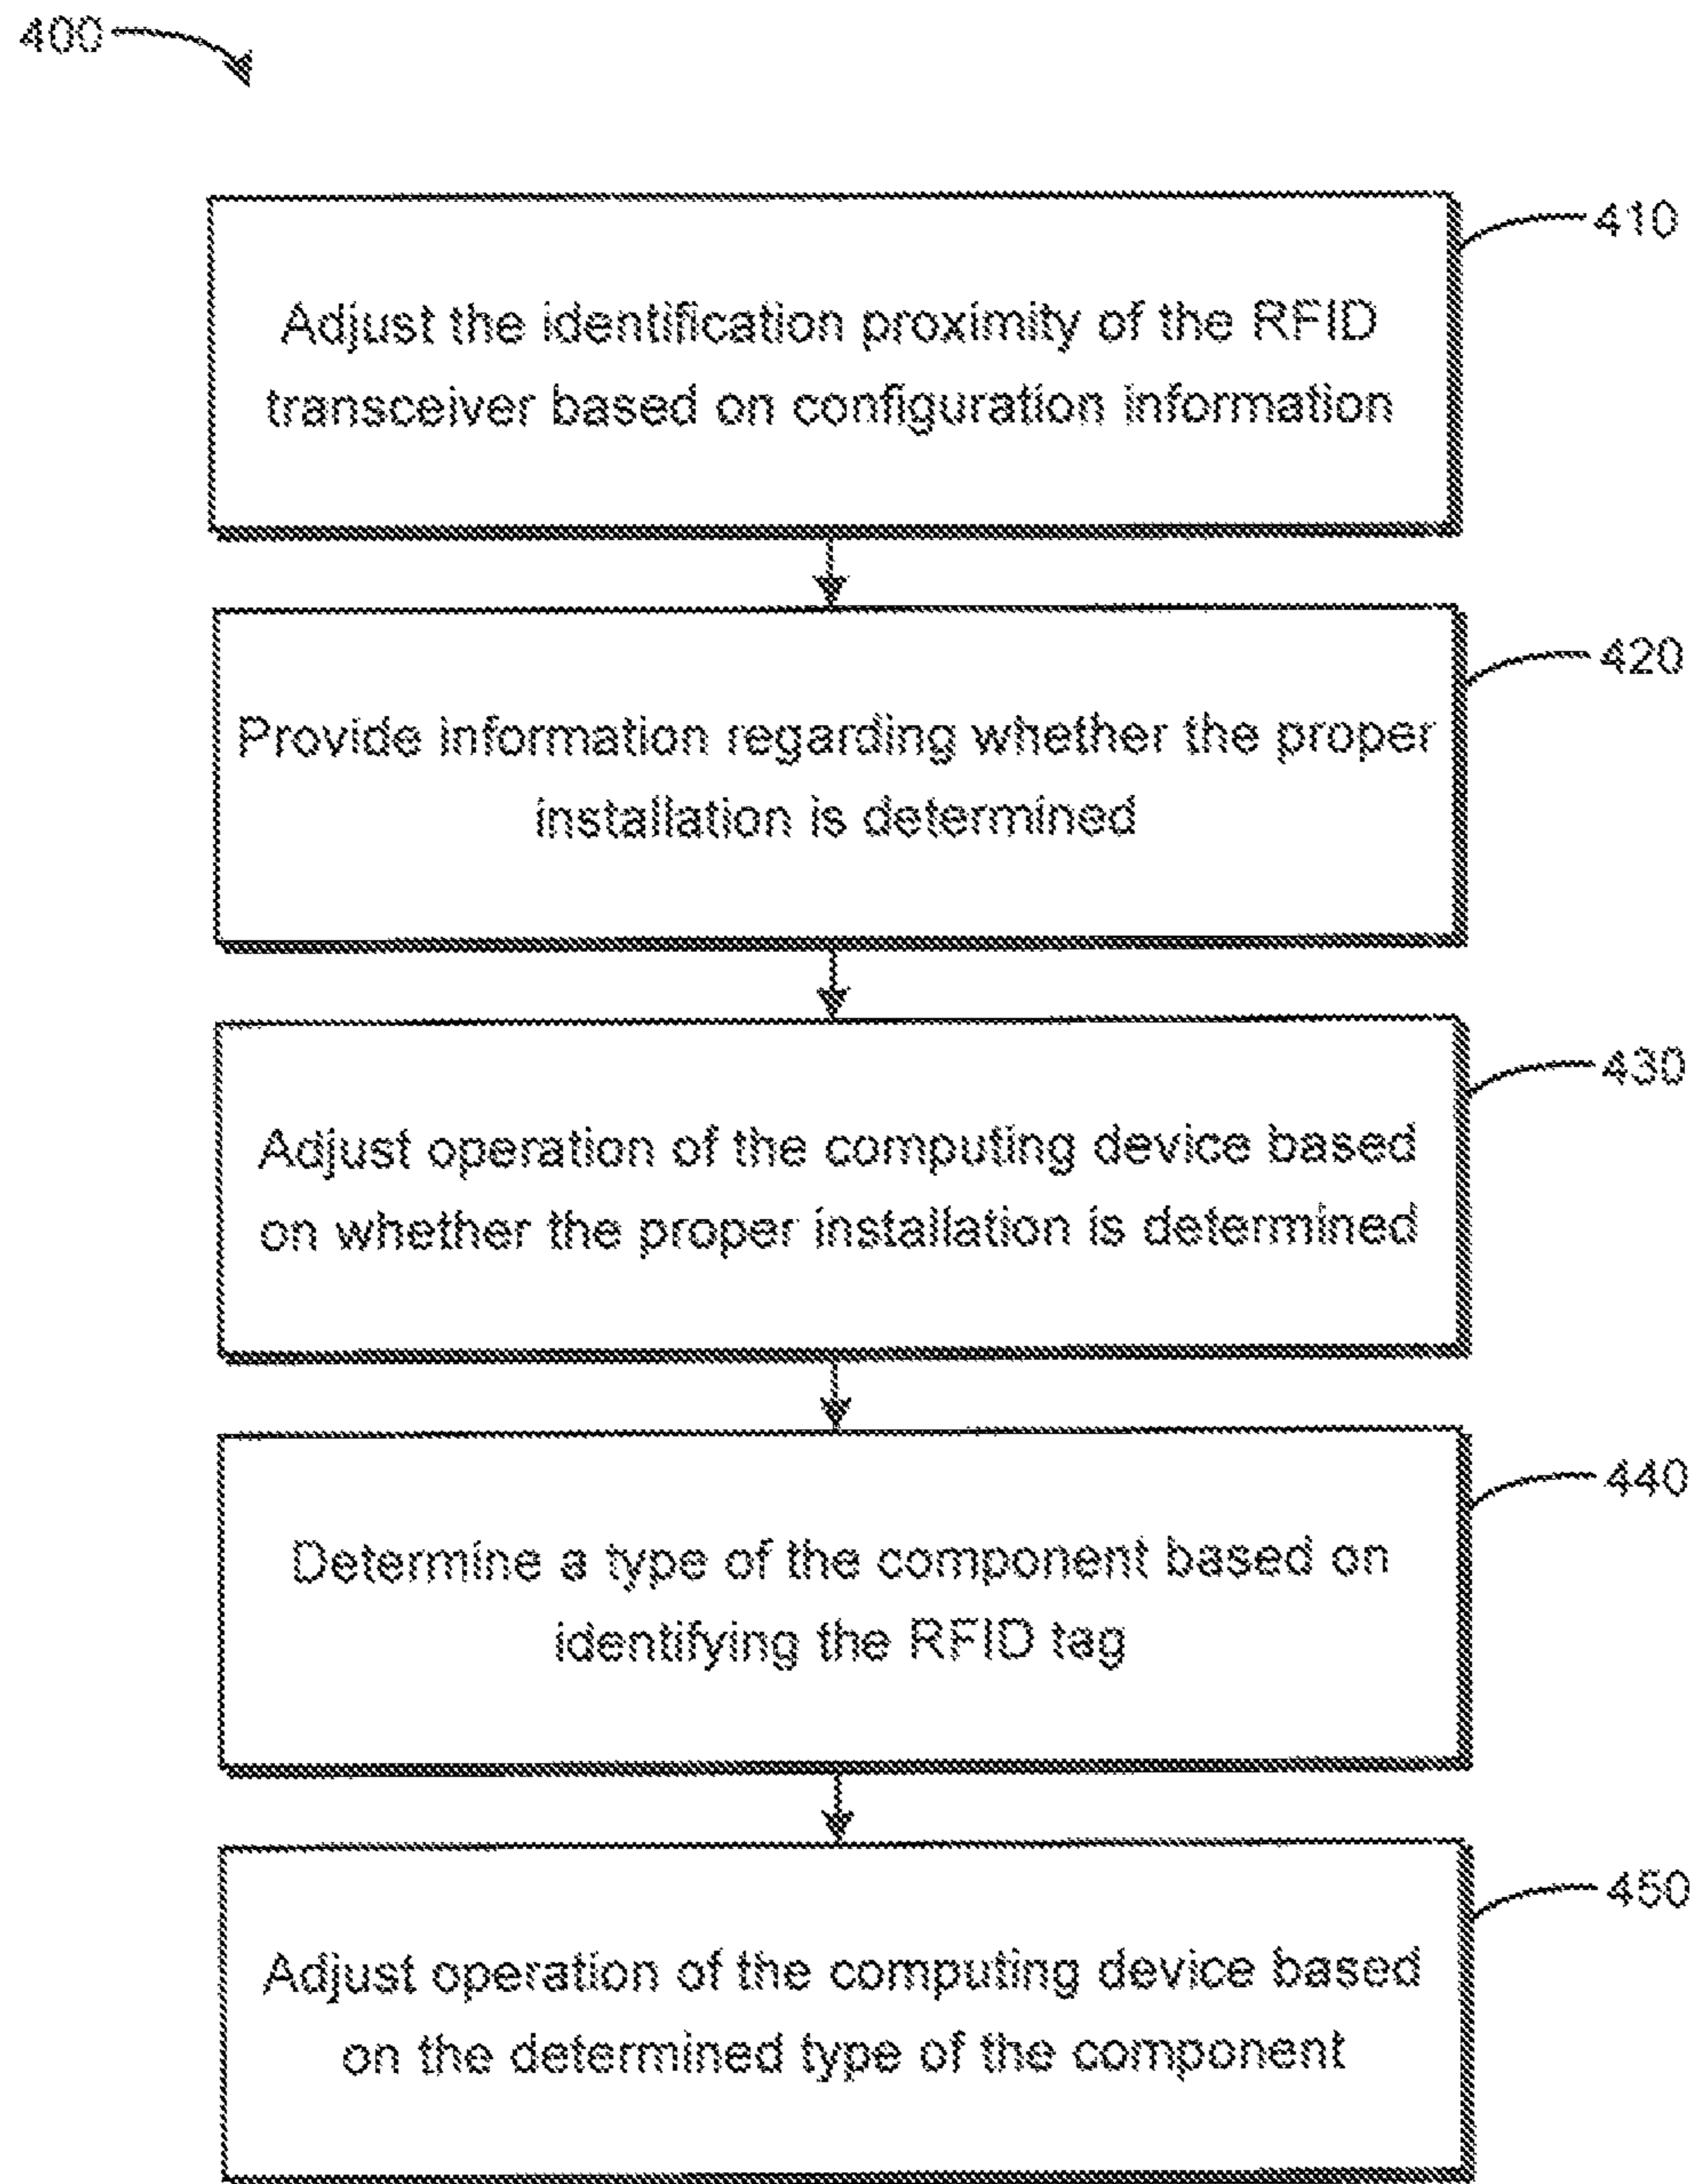 400
410
Adjust the identification proximity of the RFID
transceiver based on configuration information
420
Provide information regarding whether the proper
installation is determined
430
Adjust operation of the computing device based
on whether the proper installation is determined
440
Determine a type of the component based on
identifying the RFID tag
450
Adjust operation of the computing device based
on the determined type of the component